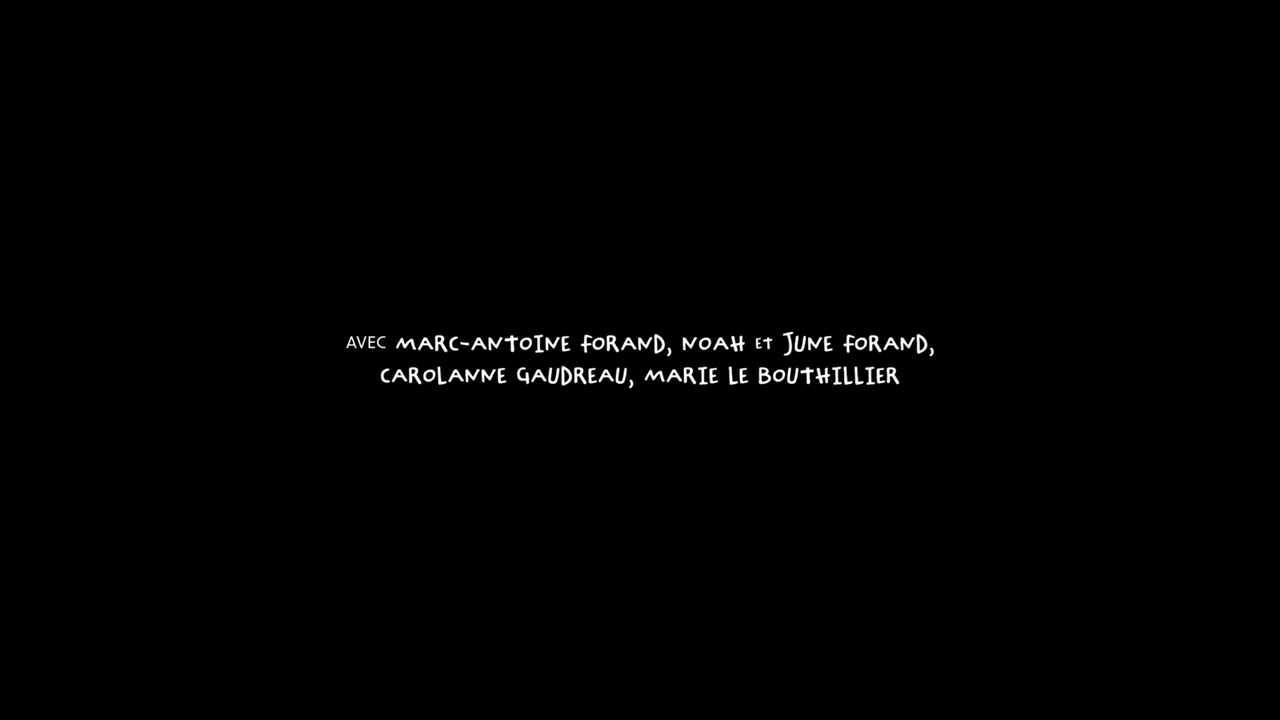 AVEC MARC-ANTOINE FORAND, NOAH ET JUNE FORAND,
CAROLANNE GAUDREAU, MARIE LE BOUTHILLIER